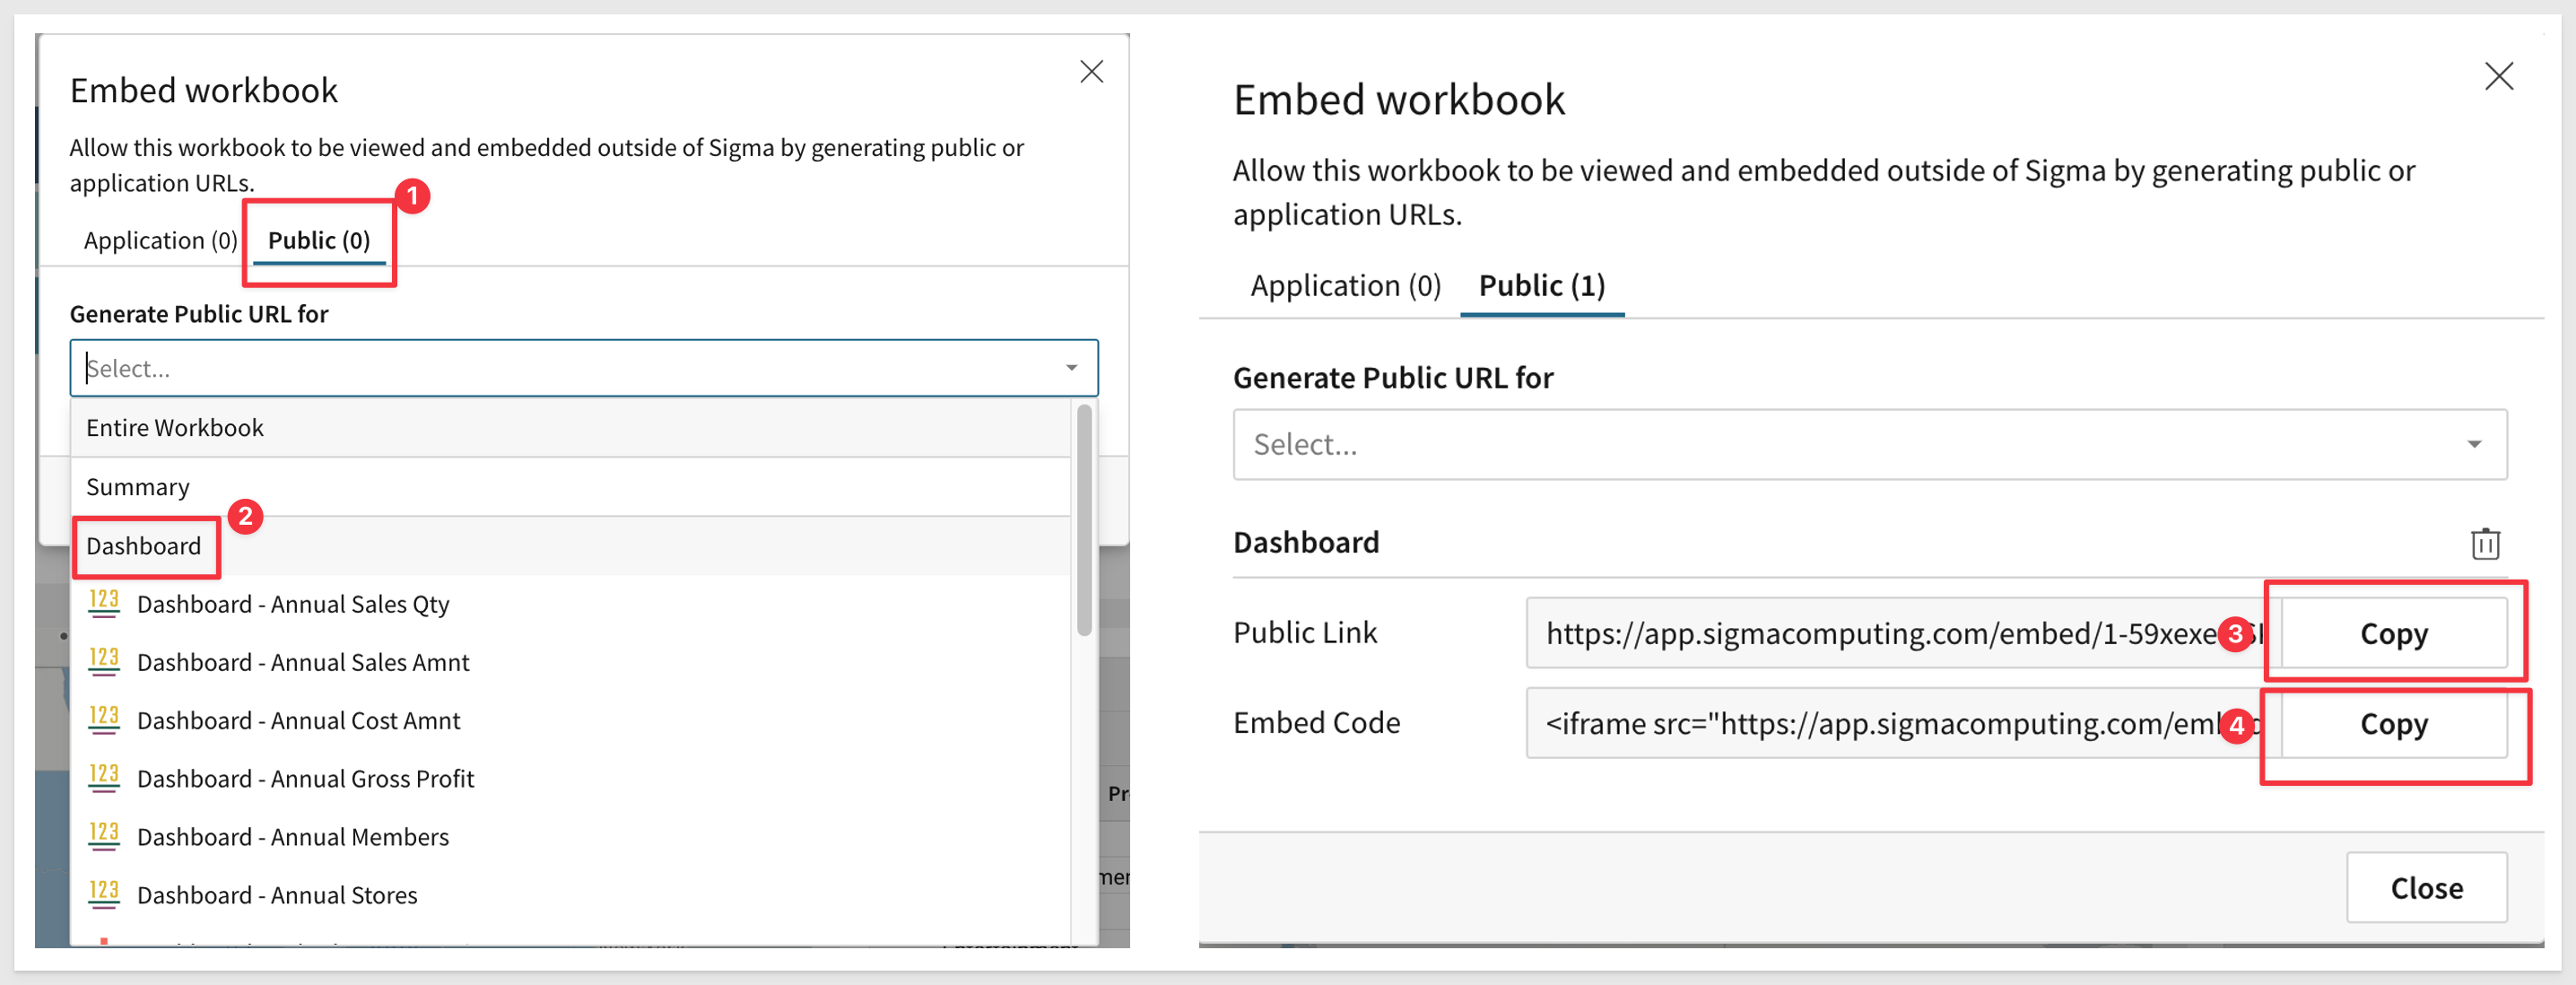 Embed workbook
Allow this workbook to be viewed and embedded outside of Sigma by generating public or
application URLs.
1
Application (0) Public (0)
Generate Public URL for
Select...
Entire Workbook
Summary
2
Dashboard
123 Dashboard - Annual Sales Qty
123 Dashboard - Annual Sales Amnt
123 Dashboard - Annual Cost Amnt
123 Dashboard - Annual Gross Profit
123 Dashboard - Annual Members
123 Dashboard - Annual Stores
Pr
mer
Embed workbook
Allow this workbook to be viewed and embedded outside of Sigma by generating public or
application URLs.
Application (0) Public (1)
Generate Public URL for
Select...
Dashboard
Public Link https://app.sigmacomputing.com/embed/1-59xexe 3 Copy
Embed Code <iframe src="https://app.sigmacomputing.com/em 4 Copy
Close